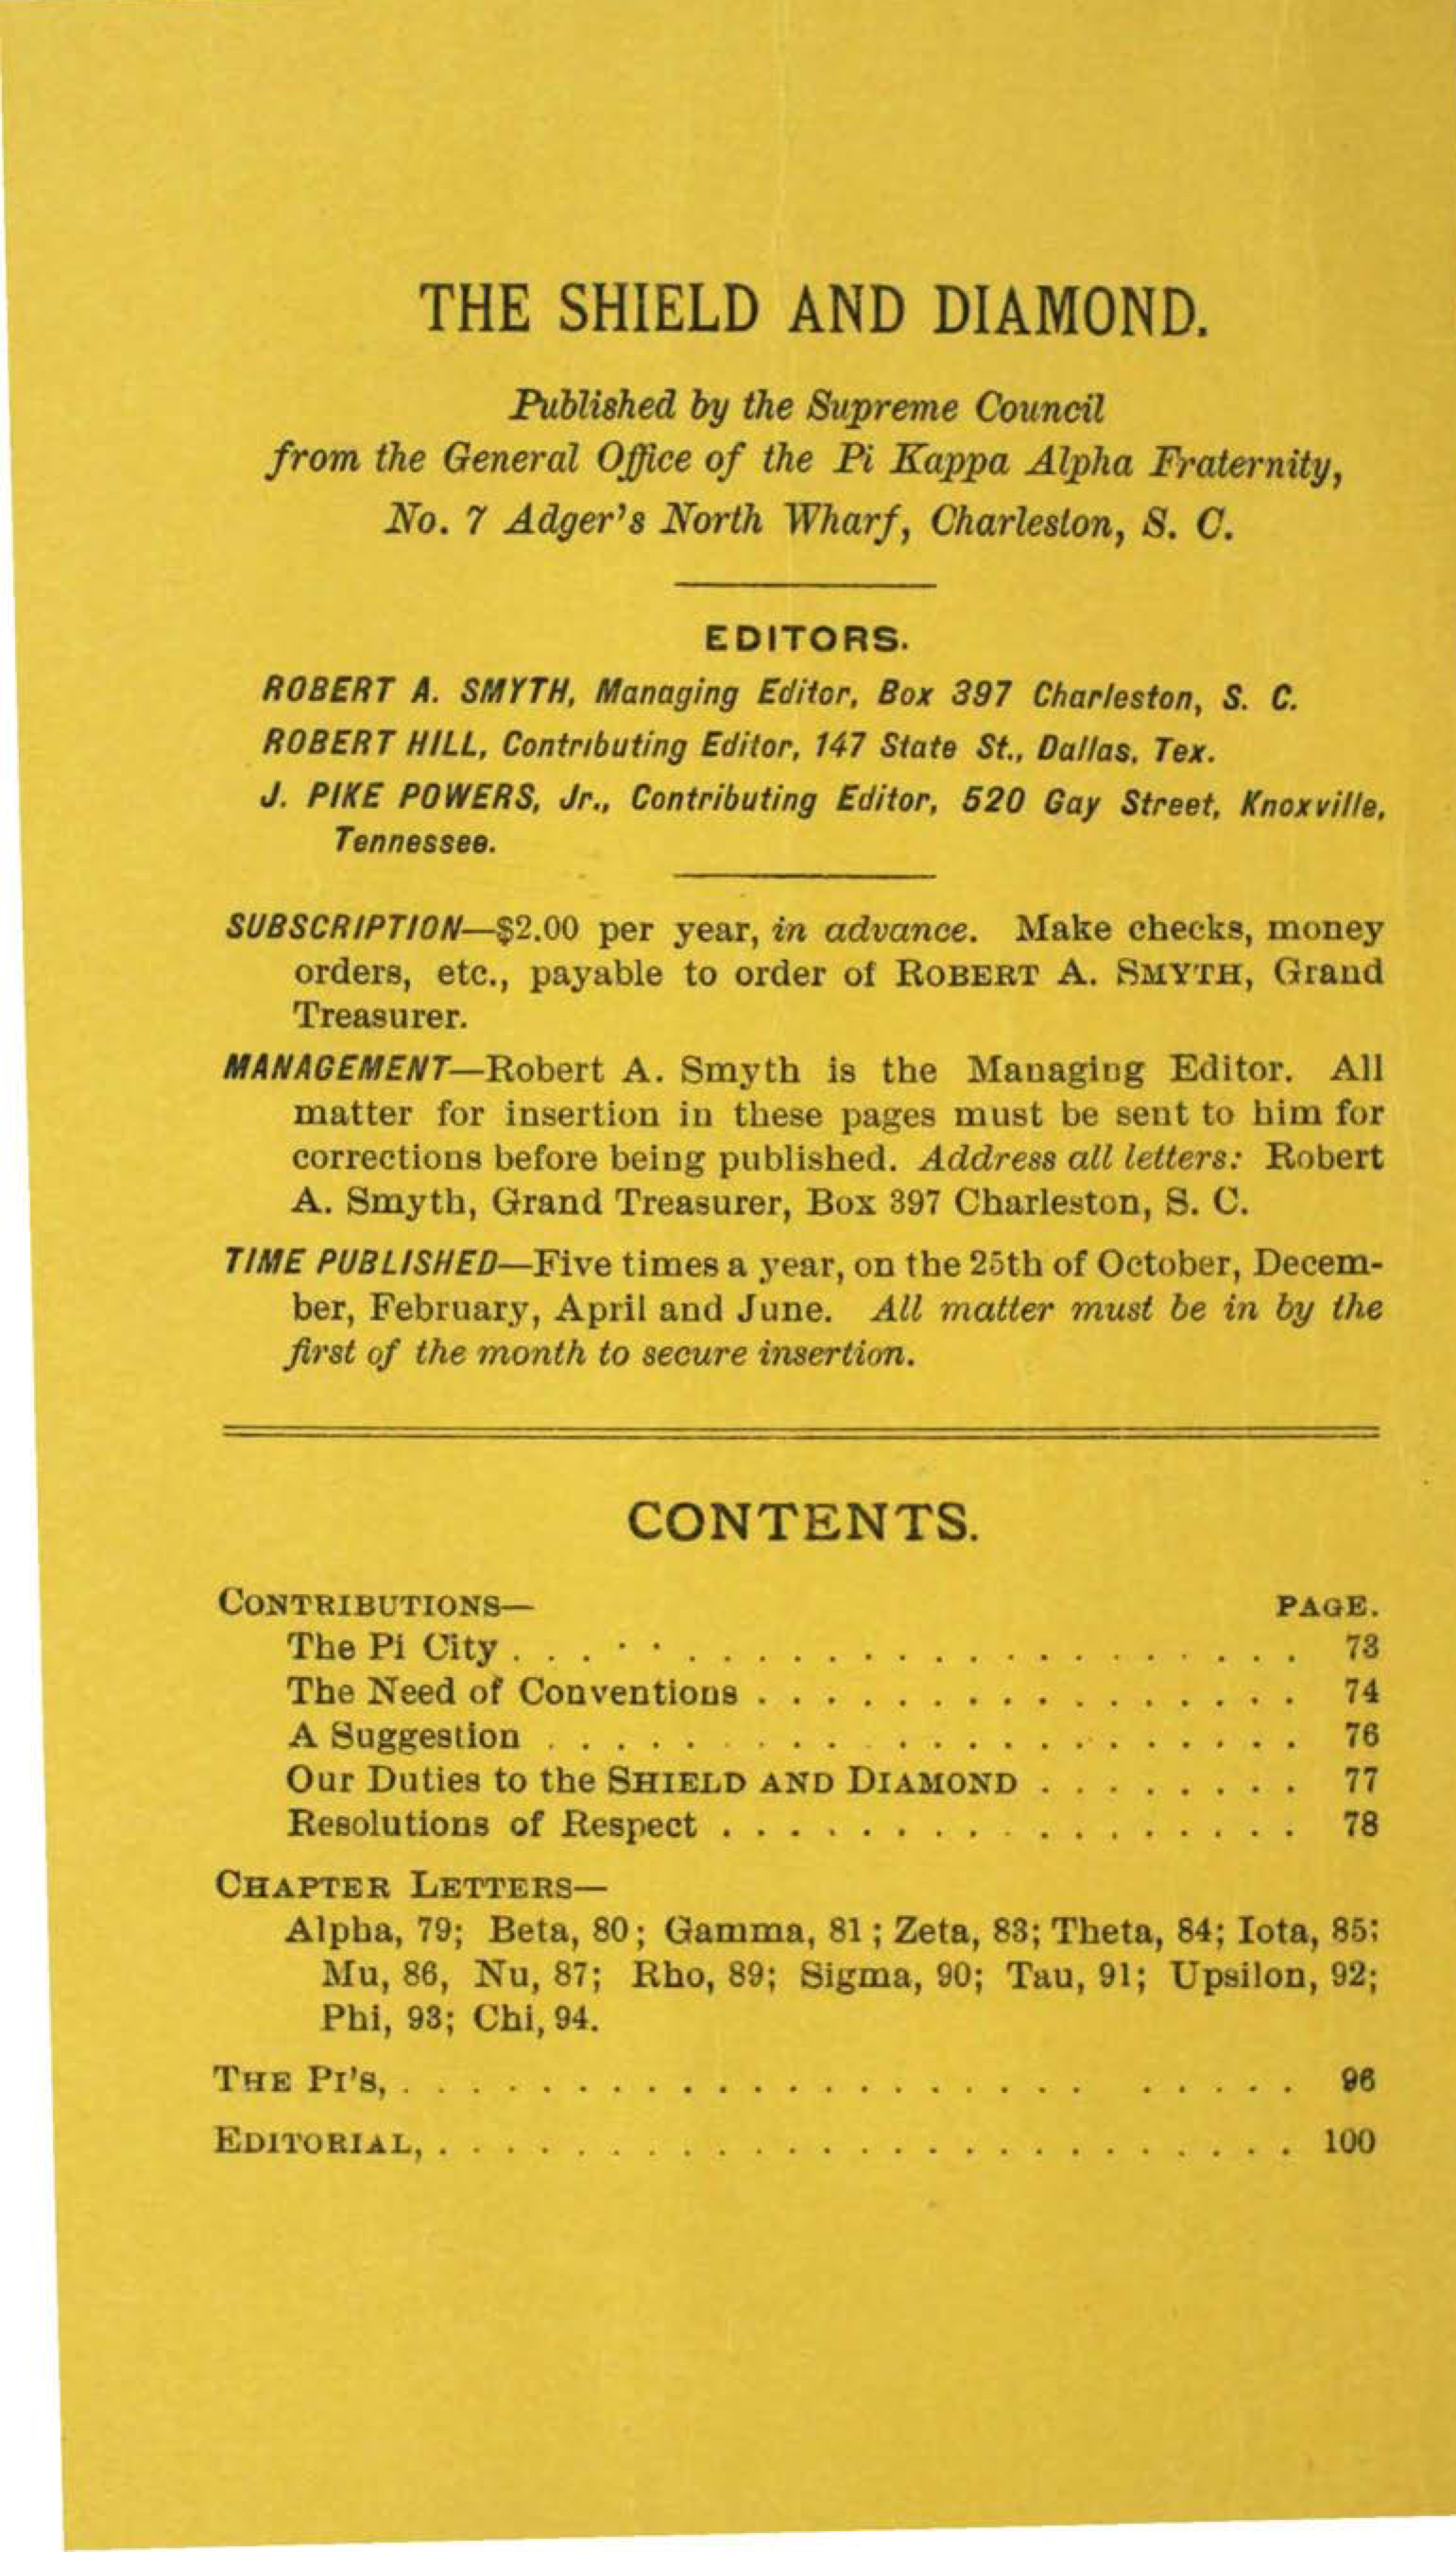 THE SHIELD AND DIAMOND.
Published by the Supreme Council
from the General Office of the Pi Kappa Alpha Fraternity,
No. 7 Adger's North Wharf, Charleston, S. C.
EDITORS.
ROBERT A. SMYTH, Managing Editor, Box 397 Charleston, S. C.
ROBERT HILL, Contributing Editor, 147 State St., Dallas, Tex.
J. PIKE POWERS, Jr., Contributing Editor, 520 Gay Street, Knoxville,
Tennessee.
SUBSCRIPTION—$2.00 per year, in advance. Make checks, money
orders, etc., payable to order of ROBERT A. SMYTH, Grand
Treasurer.
MANAGEMENT—Robert A. Smyth is the Managing Editor. All
matter for insertion in these pages must be sent to him for
corrections before being published. Address all letters: Robert
A. Smyth, Grand Treasurer, Box 397 Charleston, S. C.
TIME PUBLISHED—Five times a year, on the 25th of October, Decem-
ber, February, April and June. All matter must be in by the
first of the month to secure insertion.
CONTENTS.
CONTRIBUTIONS— PAGE.
The Pi City . . . . . . . . . . . . . . . . . . . . . . . 73
The Need of Conventions . . . . . . . . . . . . . . . . 74
A Suggestion . . . . . . . . . . . . . . . . . . . . . . 76
Our Duties to the SHIELD AND DIAMOND . . . . . . . . 77
Resolutions of Respect . . . . . . . . . . . . . . . . . 78
CHAPTER LETTERS—
Alpha, 79; Beta, 80; Gamma, 81; Zeta, 83; Theta, 84; Iota, 85;
Mu, 86, Nu, 87; Rho, 89; Sigma, 90; Tau, 91; Upsilon, 92;
Phi, 93; Chi, 94.
THE PI'S, . . . . . . . . . . . . . . . . . . . . . . . . . 96
EDITORIAL, . . . . . . . . . . . . . . . . . . . . . . . . . 100